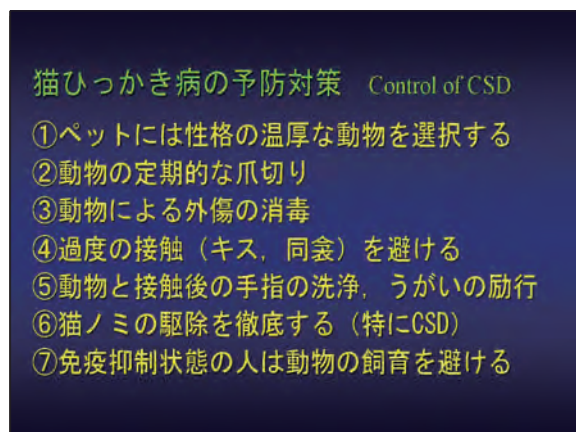 猫ひっかき病の予防対策 Control of CSD
①ペットには性格の温厚な動物を選択する
②動物の定期的な爪切り
③動物による外傷の消毒
④過度の接触（キス，同衾）を避ける
⑤動物と接触後の手指の洗浄，うがいの励行
⑥猫ノミの駆除を徹底する（特にCSD）
⑦免疫抑制状態の人は動物の飼育を避ける